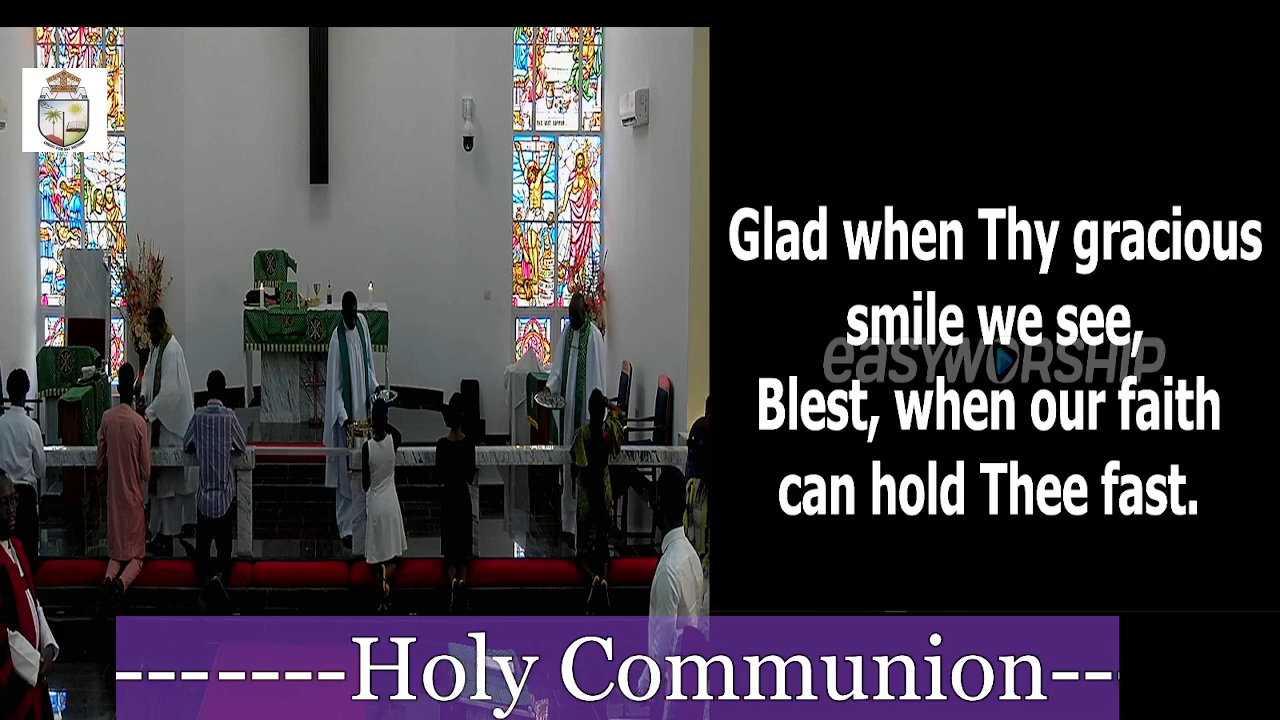 Glad when Thy gracious
smile we see,
easyworship
Blest, when our faith
can hold Thee fast.
-------Holy Communion--